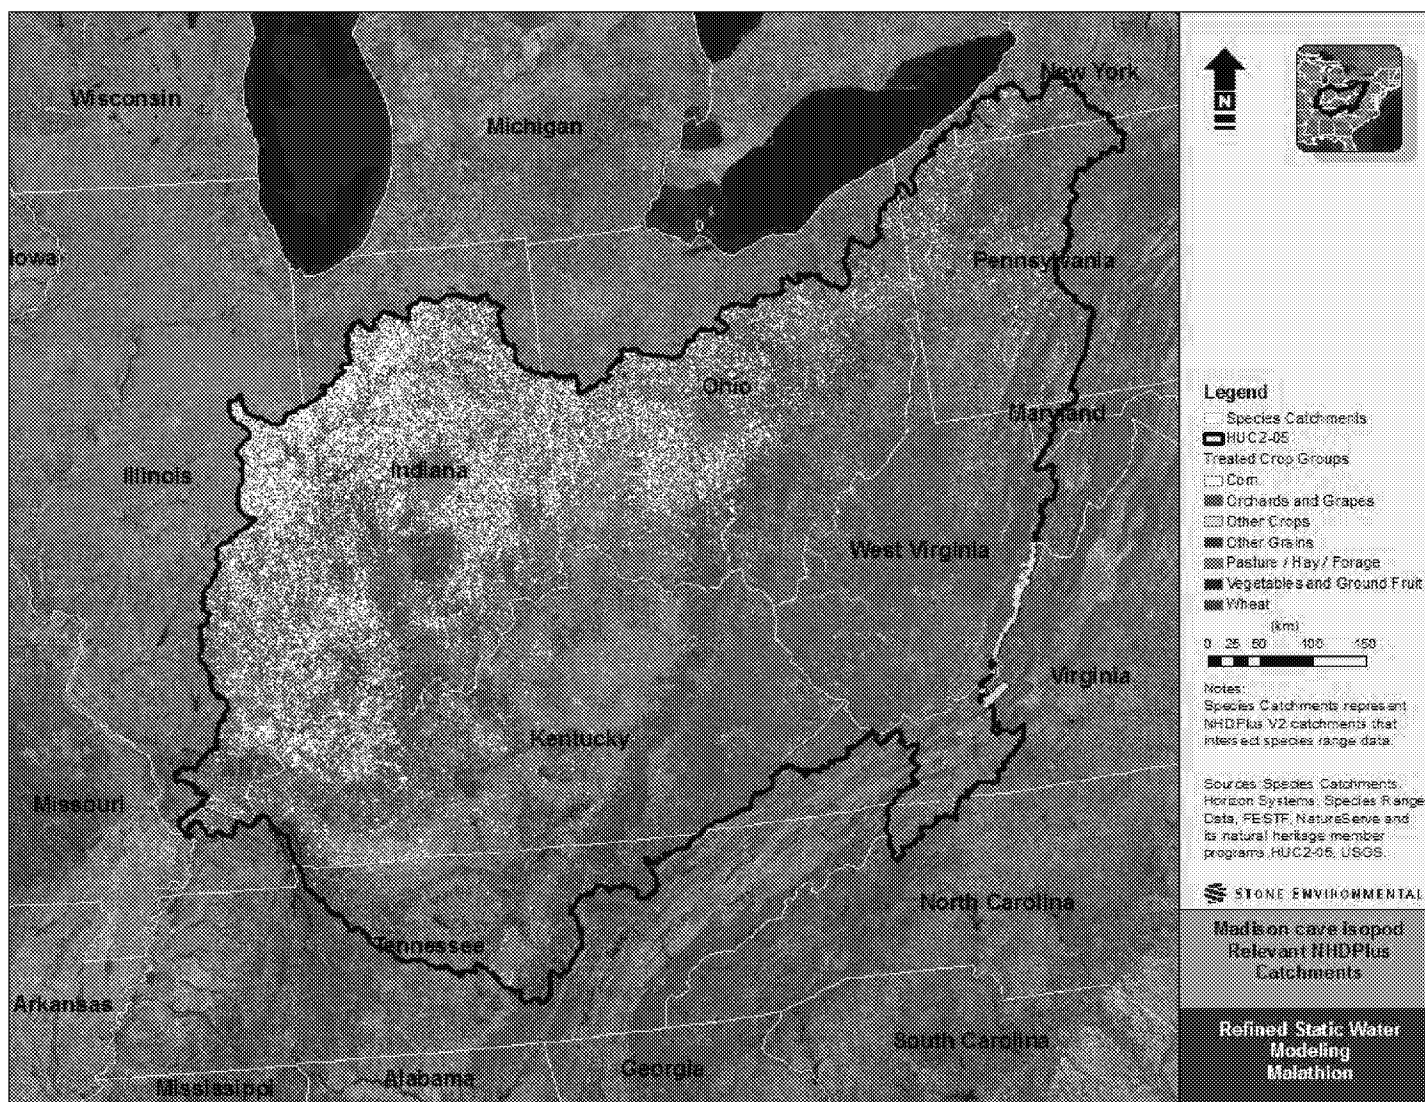 Wisconsin
Michigan
New York
Iowa
Pennsylvania
Ohio
Maryland
Illinois
Indiana
West Virginia
Virginia
Kentucky
Missouri
North Carolina
Tennessee
Arkansas
South Carolina
Georgia
Alabama
Mississippi
N
Legend
Species Catchments
HUC2-05
Treated Crop Groups
Corn
Orchards and Grapes
Other Crops
Other Grains
Pasture / Hay / Forage
Vegetables and Ground Fruit
Wheat
(km)
0 25 50 100 150
Notes:
Species Catchments represent
NHDPlus V2 catchments that
intersect species range data.
Sources: Species Catchments,
Horizon Systems; Species Range
Data, FESTF, NatureServe and
its natural heritage member
programs; HUC2-05, USGS.
STONE ENVIRONMENTAL
Madison cave isopod
Relevant NHDPlus
Catchments
Refined Static Water
Modeling
Malathion